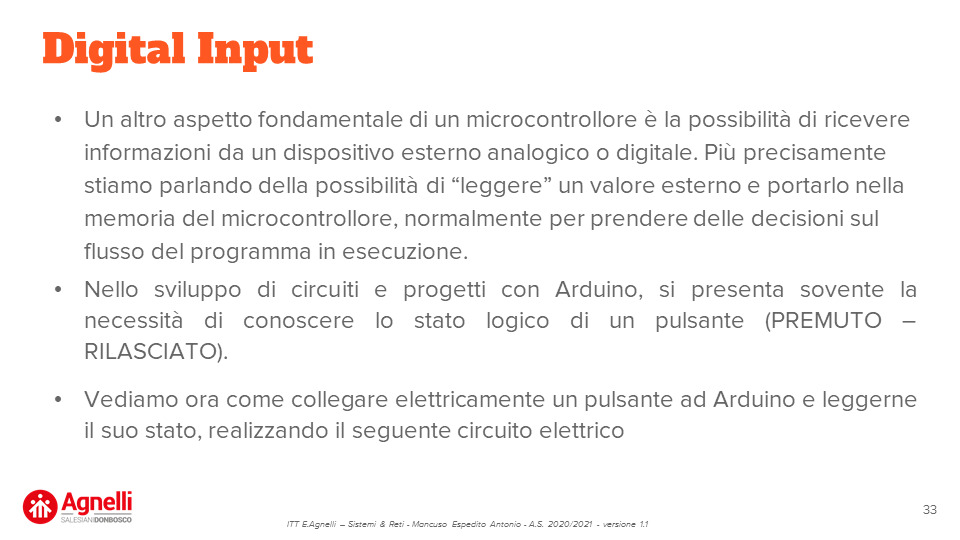 Digital Input
• Un altro aspetto fondamentale di un microcontrollore è la possibilità di ricevere
informazioni da un dispositivo esterno analogico o digitale. Più precisamente
stiamo parlando della possibilità di “leggere” un valore esterno e portarlo nella
memoria del microcontrollore, normalmente per prendere delle decisioni sul
flusso del programma in esecuzione.
• Nello sviluppo di circuiti e progetti con Arduino, si presenta sovente la
necessità di conoscere lo stato logico di un pulsante (PREMUTO –
RILASCIATO).
• Vediamo ora come collegare elettricamente un pulsante ad Arduino e leggerne
il suo stato, realizzando il seguente circuito elettrico
Agnelli
SALESIANI DONBOSCO
ITT E.Agnelli – Sistemi & Reti - Mancuso Espedito Antonio - A.S. 2020/2021 - versione 1.1
33